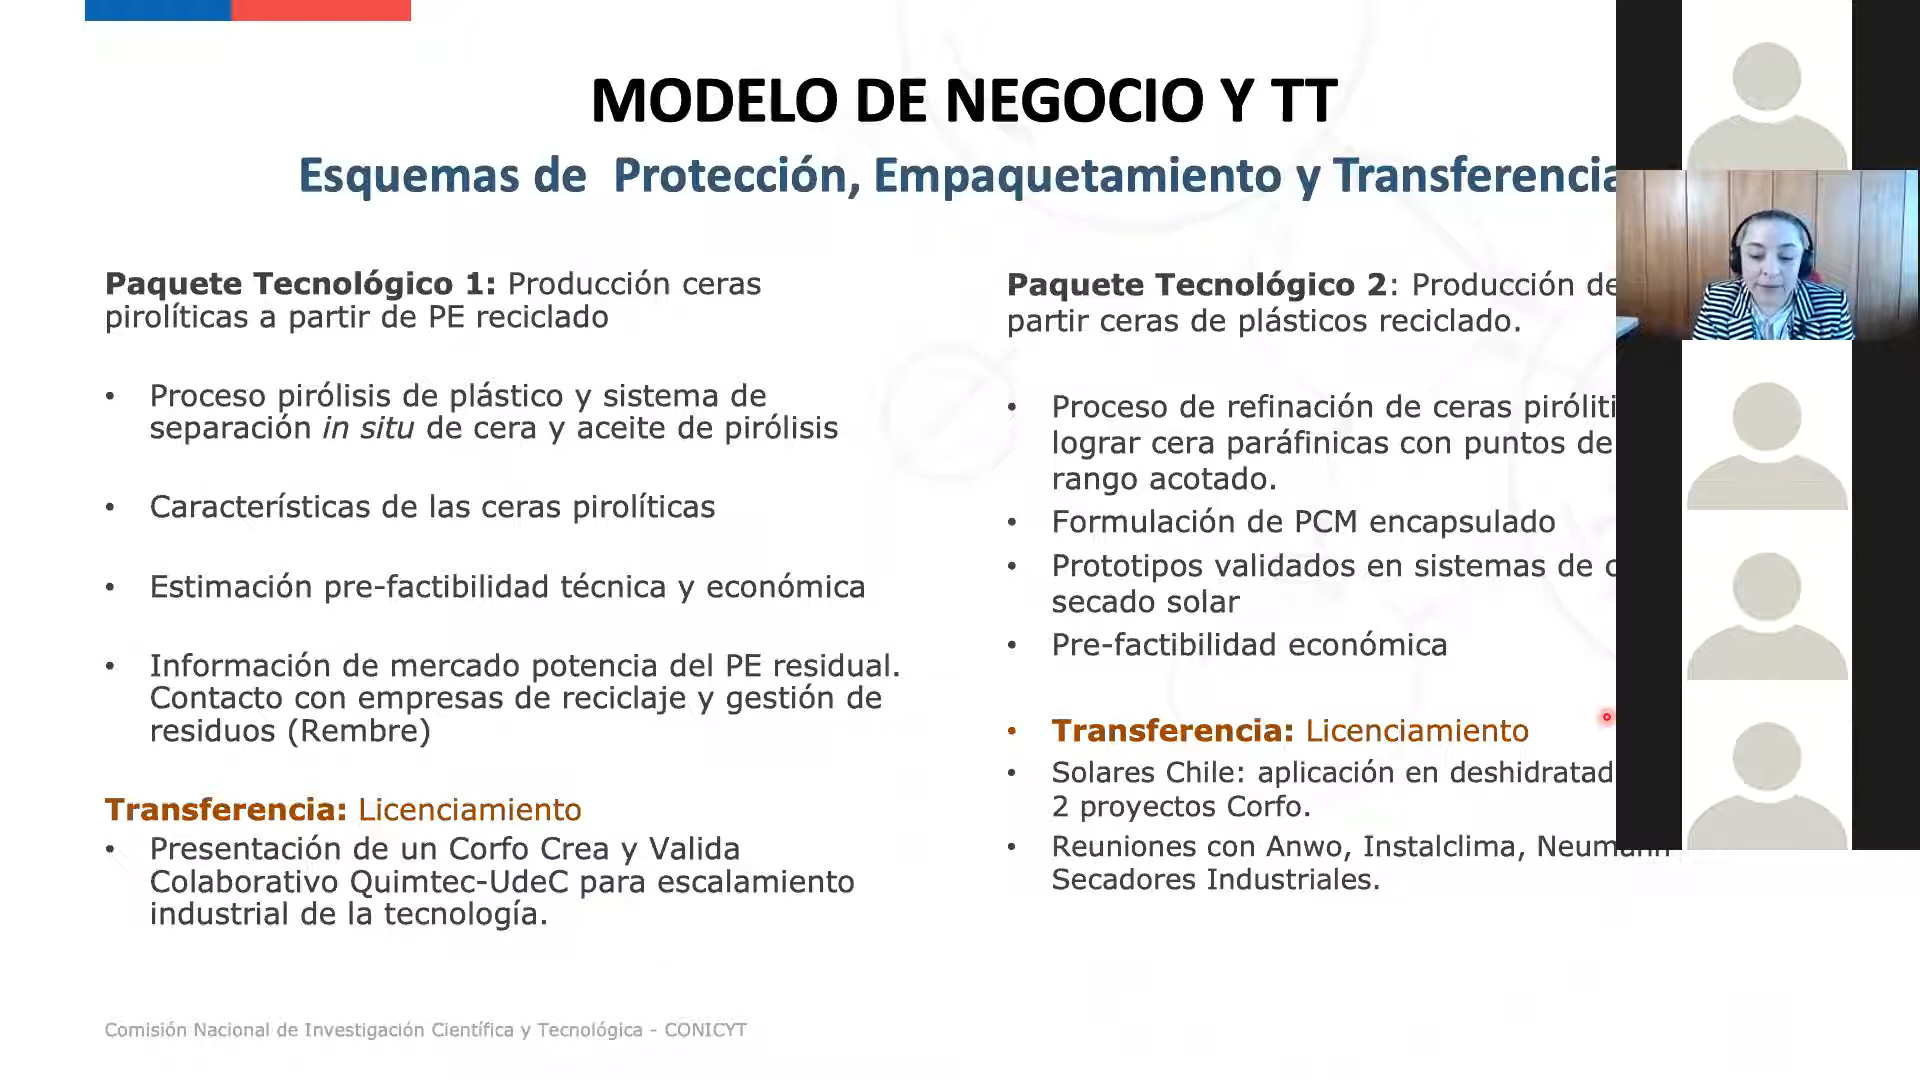 MODELO DE NEGOCIO Y TT
Esquemas de  Protección, Empaquetamiento y Transferencia
Paquete Tecnológico 1: Producción ceras
pirolíticas a partir de PE reciclado
• Proceso pirólisis de plástico y sistema de
separación in situ de cera y aceite de pirólisis
• Características de las ceras pirolíticas
• Estimación pre-factibilidad técnica y económica
• Información de mercado potencia del PE residual.
Contacto con empresas de reciclaje y gestión de
residuos (Rembre)
Transferencia: Licenciamiento
• Presentación de un Corfo Crea y Valida
Colaborativo Quimtec-UdeC para escalamiento
industrial de la tecnología.
Paquete Tecnológico 2: Producción de
partir ceras de plásticos reciclado.
• Proceso de refinación de ceras
lograr cera paráfinicas con puntos de
rango acotado.
• Formulación de PCM encapsulado
• Prototipos validados en sistemas de
secado solar
• Pre-factibilidad económica
• Transferencia: Licenciamiento
• Solares Chile: aplicación en
2 proyectos Corfo.
• Reuniones con Anwo, Instalclima, Neumann
Secadores Industriales.
Comisión Nacional de Investigación Científica y Tecnológica - CONICYT